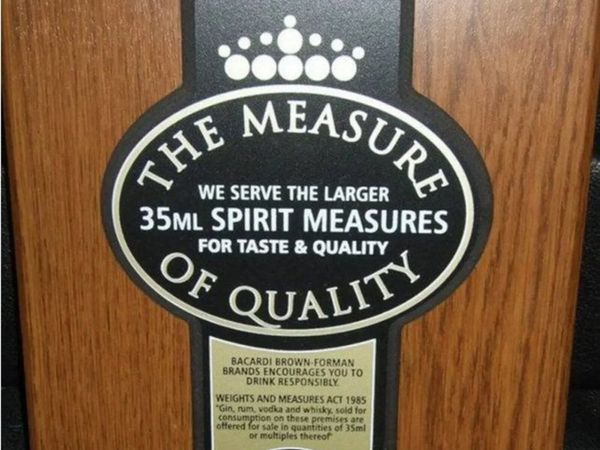 THE MEASURE
WE SERVE THE LARGER
35ML SPIRIT MEASURES
FOR TASTE & QUALITY
OF QUALITY
BACARDI BROWN-FORMAN
BRANDS ENCOURAGES YOU TO
DRINK RESPONSIBLY.
WEIGHTS AND MEASURES ACT 1985
"Gin, rum, vodka and whisky, sold for
consumption on these premises are
offered for sale in quantities of 35ml
or multiples thereof"